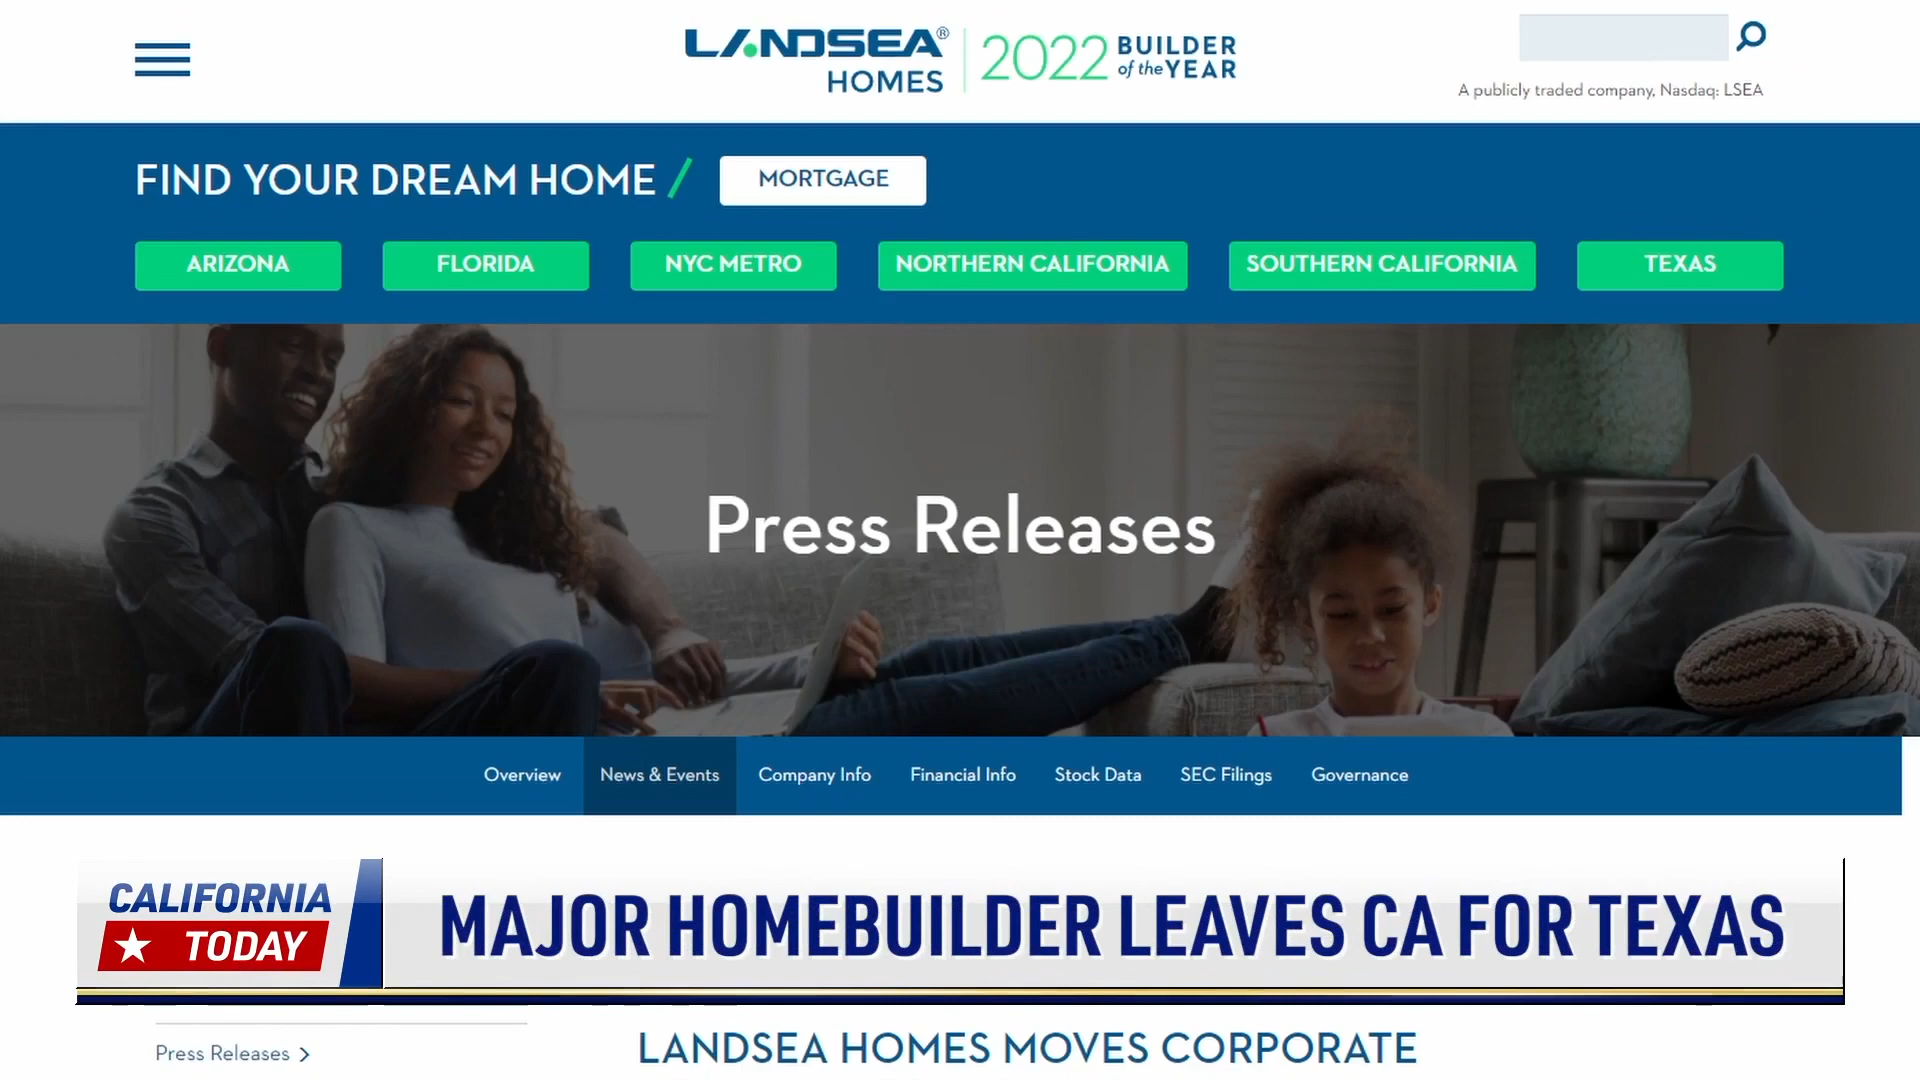 LANDSEA®
HOMES
2022 BUILDER
of the YEAR
A publicly traded company, Nasdaq: LSEA
FIND YOUR DREAM HOME /
MORTGAGE
ARIZONA
FLORIDA
NYC METRO
NORTHERN CALIFORNIA
SOUTHERN CALIFORNIA
TEXAS
Press Releases
Overview
News & Events
Company Info
Financial Info
Stock Data
SEC Filings
Governance
CALIFORNIA
TODAY
MAJOR HOMEBUILDER LEAVES CA FOR TEXAS
Press Releases >
LANDSEA HOMES MOVES CORPORATE